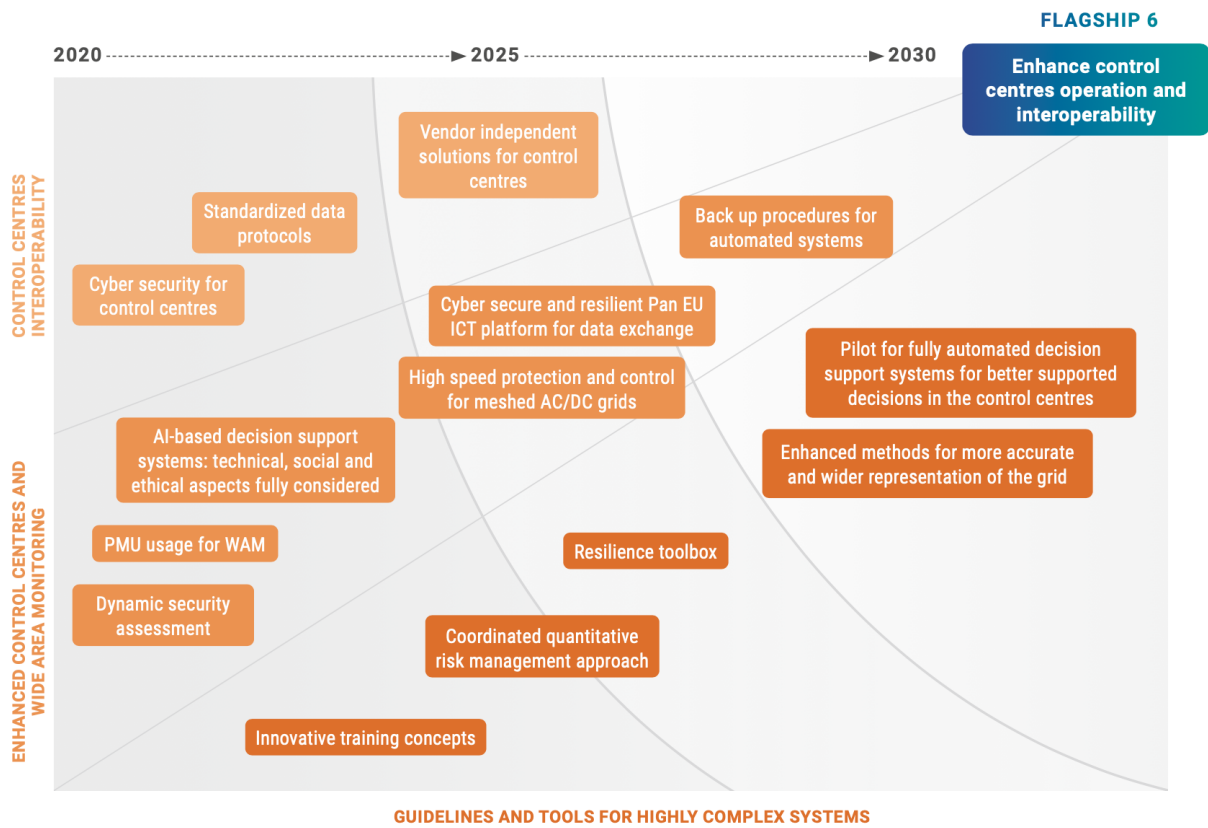 FLAGSHIP 6
2020
2025
2030
Enhance control
centres operation and
interoperability
CONTROL CENTRES
INTEROPERABILITY
Vendor independent
solutions for control
centres
Standardized data
protocols
Back up procedures for
automated systems
Cyber security for
control centres
Cyber secure and resilient Pan EU
ICT platform for data exchange
Pilot for fully automated decision
support systems for better supported
decisions in the control centres
High speed protection and control
for meshed AC/DC grids
ENHANCED CONTROL CENTRES AND
WIDE AREA MONITORING
AI-based decision support
systems: technical, social and
ethical aspects fully considered
Enhanced methods for more accurate
and wider representation of the grid
PMU usage for WAM
Resilience toolbox
Dynamic security
assessment
Coordinated quantitative
risk management approach
Innovative training concepts
GUIDELINES AND TOOLS FOR HIGHLY COMPLEX SYSTEMS